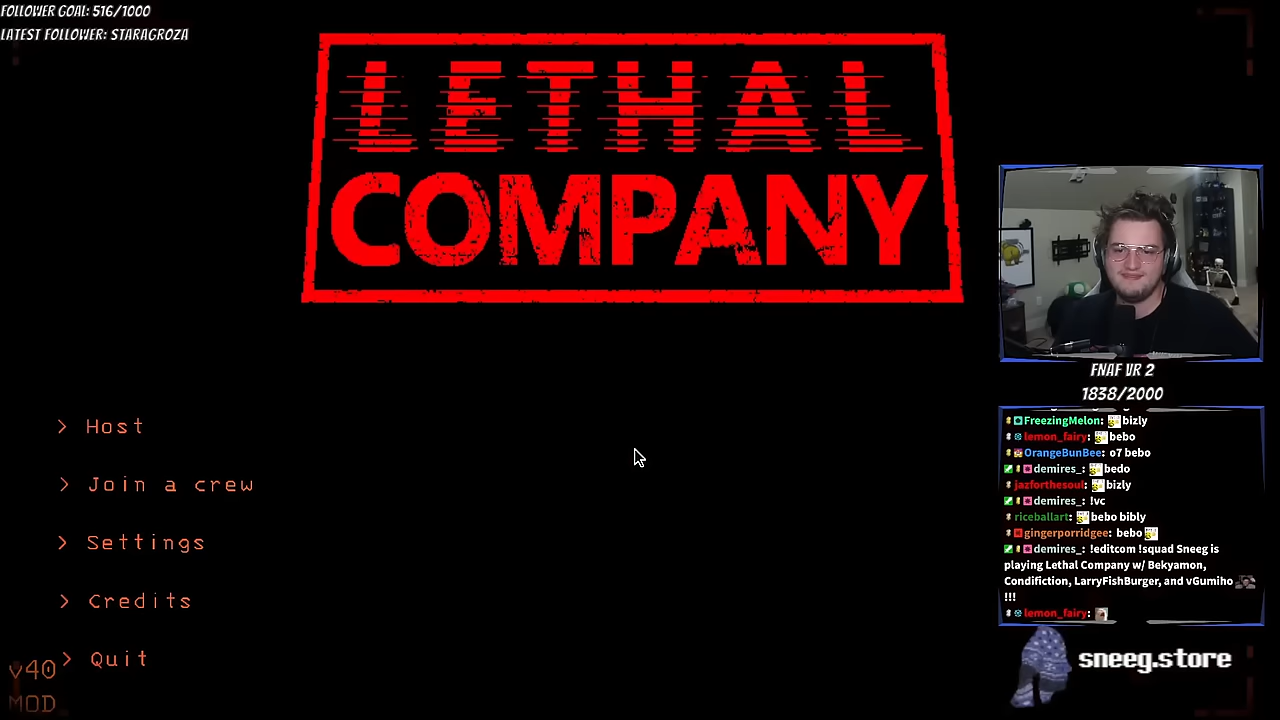 FOLLOWER GOAL: 516/1000
LATEST FOLLOWER: STARAGROZA
LETHAL
COMPANY
> Host
> Join a crew
> Settings
> Credits
> Quit
v40
MOD
FNAF VR 2
1838/2000
FreezingMelon: bizly
lemon_fairy: bebo
OrangeBunBee: o7 bebo
demires_: bedo
jazforthesoul: bizly
demires_: !vc
riceballart: bebo bibly
gingerporridgee: bebo
demires_: !editcom !squad Sneeg is
playing Lethal Company w/ Bekyamon,
Condifiction, LarryFishBurger, and vGumiho
!!!
lemon_fairy:
sneeg.store